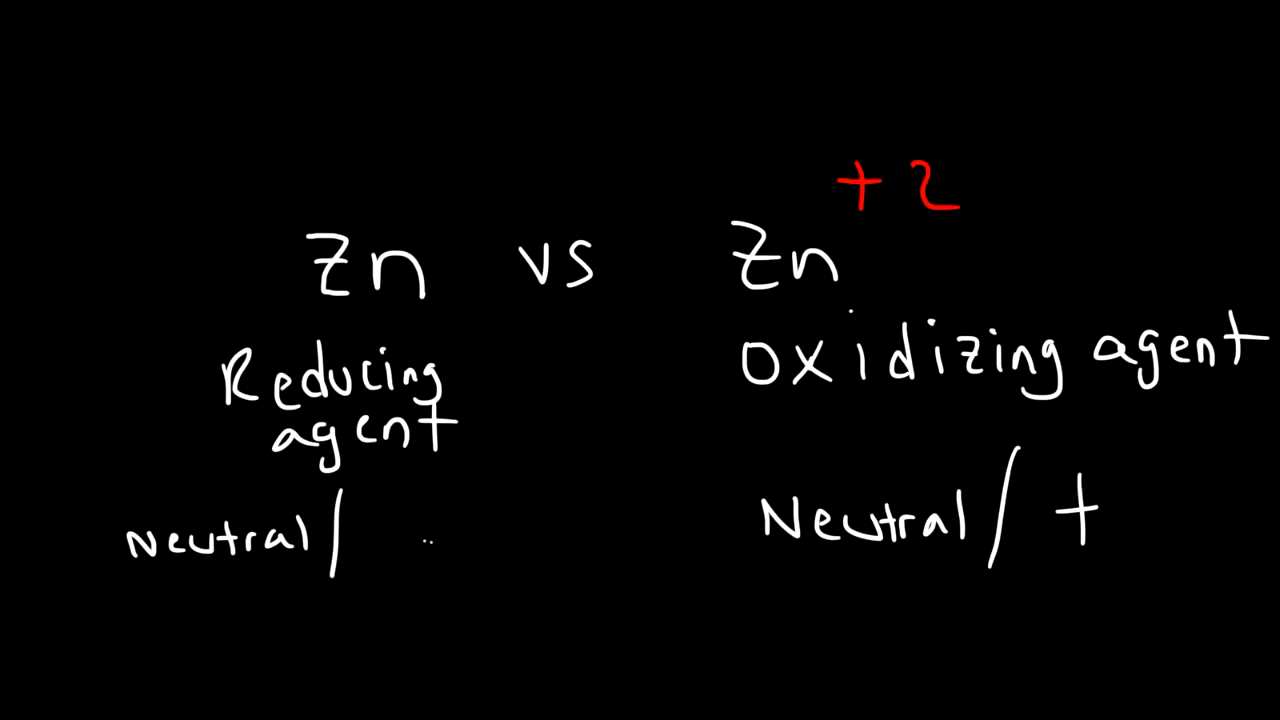 +2
Zn vs Zn
Reducing agent
oxidizing agent
Neutral/
Neutral/ +